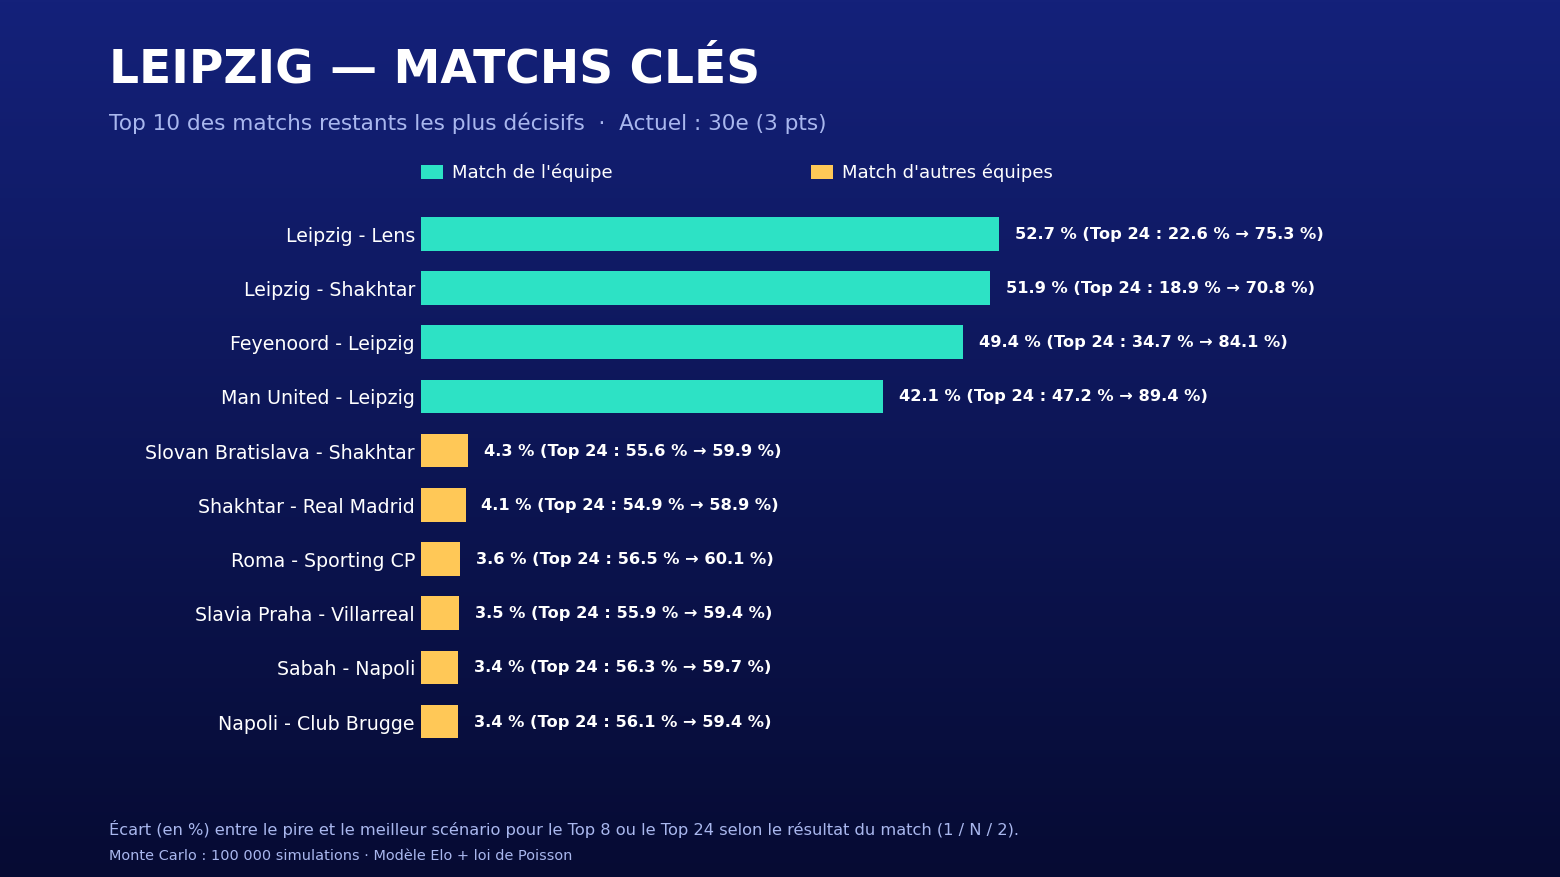 LEIPZIG — MATCHS CLÉS
Top 10 des matchs restants les plus décisifs · Actuel : 30e (3 pts)
Match de l'équipe
Match d'autres équipes
Leipzig - Lens 52.7 % (Top 24 : 22.6 % → 75.3 %)
Leipzig - Shakhtar 51.9 % (Top 24 : 18.9 % → 70.8 %)
Feyenoord - Leipzig 49.4 % (Top 24 : 34.7 % → 84.1 %)
Man United - Leipzig 42.1 % (Top 24 : 47.2 % → 89.4 %)
Slovan Bratislava - Shakhtar 4.3 % (Top 24 : 55.6 % → 59.9 %)
Shakhtar - Real Madrid 4.1 % (Top 24 : 54.9 % → 58.9 %)
Roma - Sporting CP 3.6 % (Top 24 : 56.5 % → 60.1 %)
Slavia Praha - Villarreal 3.5 % (Top 24 : 55.9 % → 59.4 %)
Sabah - Napoli 3.4 % (Top 24 : 56.3 % → 59.7 %)
Napoli - Club Brugge 3.4 % (Top 24 : 56.1 % → 59.4 %)
Écart (en %) entre le pire et le meilleur scénario pour le Top 8 ou le Top 24 selon le résultat du match (1 / N / 2).
Monte Carlo : 100 000 simulations · Modèle Elo + loi de Poisson